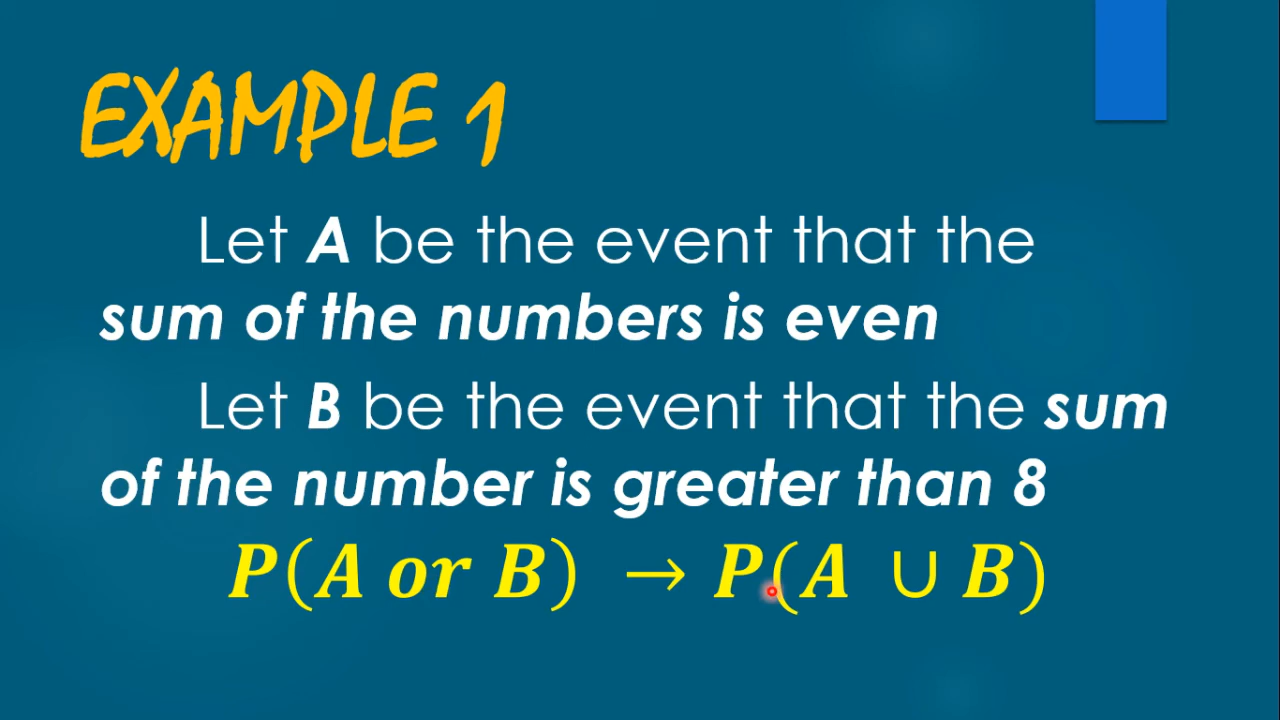 EXAMPLE 1
Let A be the event that the
sum of the numbers is even
Let B be the event that the sum
of the number is greater than 8
P(A or B) → P(A ∪ B)